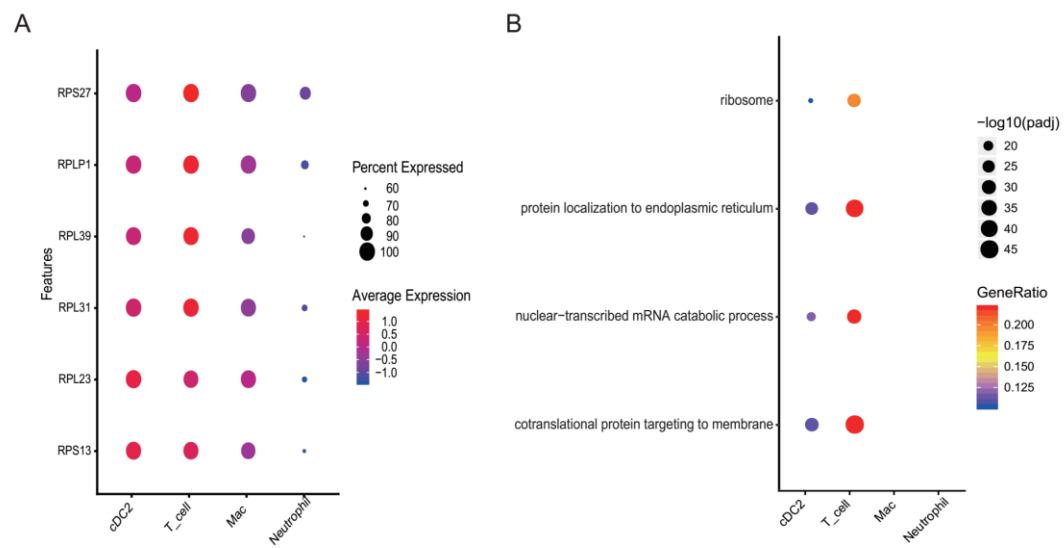 A
Features
RPS27
RPLP1
RPL39
RPL31
RPL23
RPS13
cDC2
T_cell
Mac
Neutrophil
Percent Expressed
60
70
80
90
100
Average Expression
1.0
0.5
0.0
−0.5
−1.0
B
ribosome
protein localization to endoplasmic reticulum
nuclear−transcribed mRNA catabolic process
cotranslational protein targeting to membrane
cDC2
T_cell
Mac
Neutrophil
−log10(padj)
20
25
30
35
40
45
GeneRatio
0.200
0.175
0.150
0.125